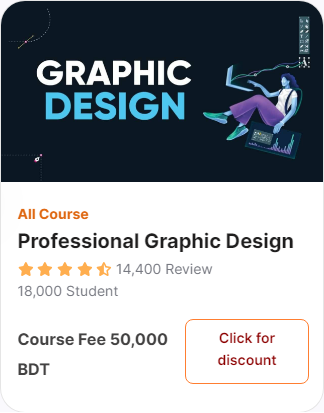 GRAPHIC
DESIGN
All Course
Professional Graphic Design
14,400 Review
18,000 Student
Course Fee 50,000
BDT
Click for
discount